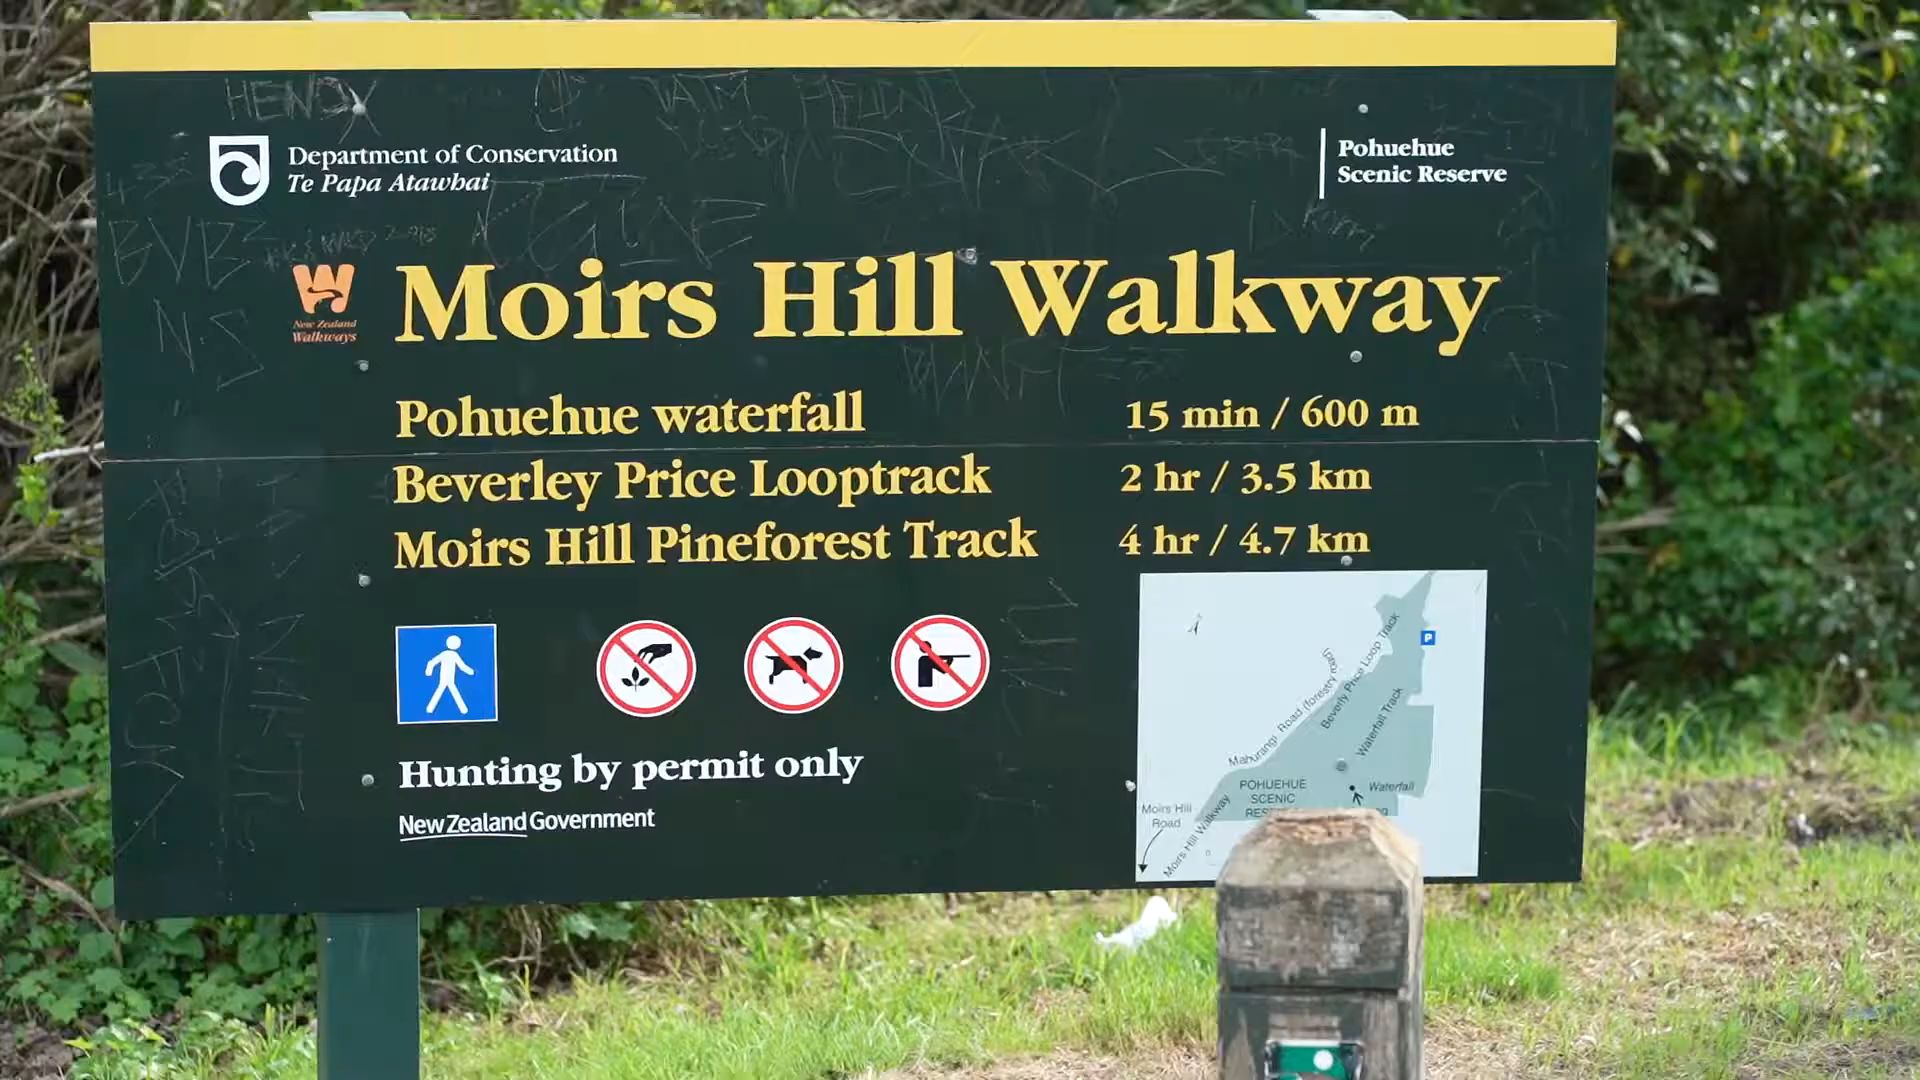 HENDX
Department of Conservation
Te Papa Atawhai
Pohuehue
Scenic Reserve
BVB
NS
New Zealand
Walkways
Moirs Hill Walkway
Pohuehue waterfall 15 min / 600 m
Beverley Price Looptrack 2 hr / 3.5 km
Moirs Hill Pineforest Track 4 hr / 4.7 km
P
Mahurangi Road (forestry road)
Beverly Price Loop Track
Waterfall Track
Waterfall
POHUEHUE
SCENIC
Moirs Hill
Road
Moirs Hill Walkway
Hunting by permit only
New Zealand Government